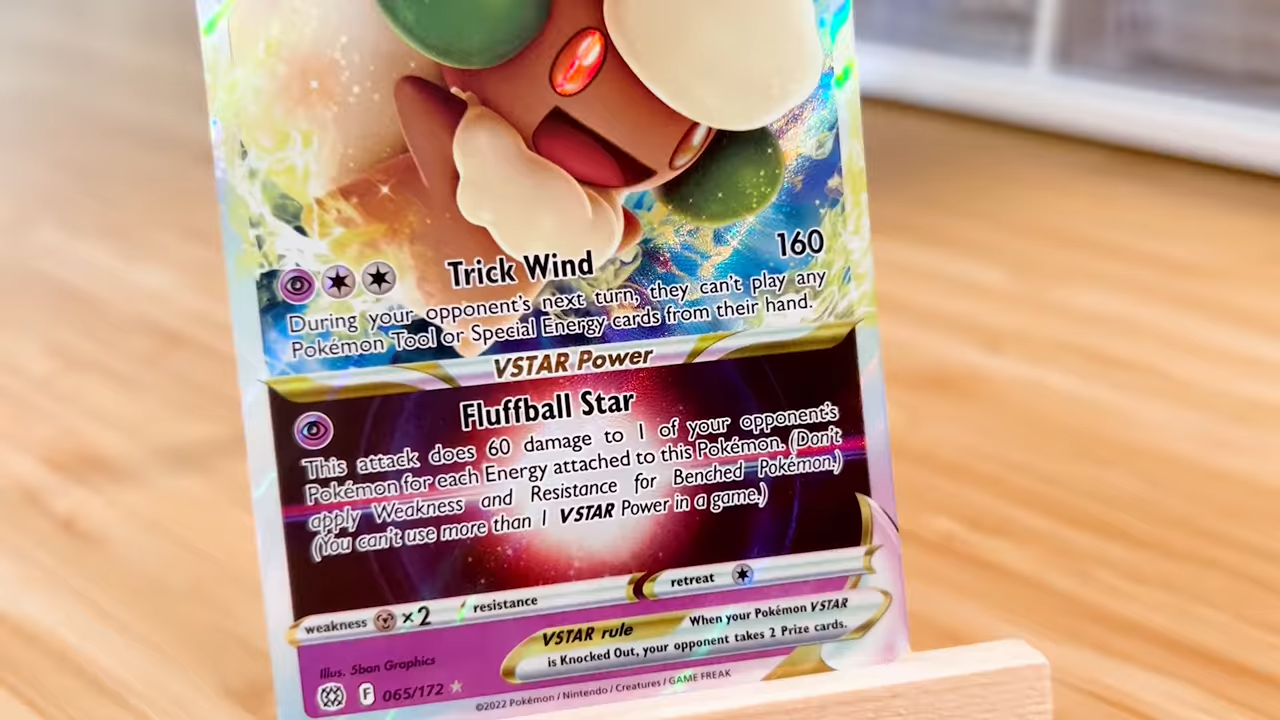 Trick Wind 160
During your opponent's next turn, they can't play any
Pokémon Tool or Special Energy cards from their hand.
VSTAR Power
Fluffball Star
This attack does 60 damage to 1 of your opponent's
Pokémon for each Energy attached to this Pokémon. (Don't
apply Weakness and Resistance for Benched Pokémon.)
(You can't use more than 1 VSTAR Power in a game.)
weakness ×2 resistance retreat
VSTAR rule When your Pokémon VSTAR
is Knocked Out, your opponent takes 2 Prize cards.
Illus. 5ban Graphics
F 065/172
©2022 Pokémon / Nintendo / Creatures / GAME FREAK